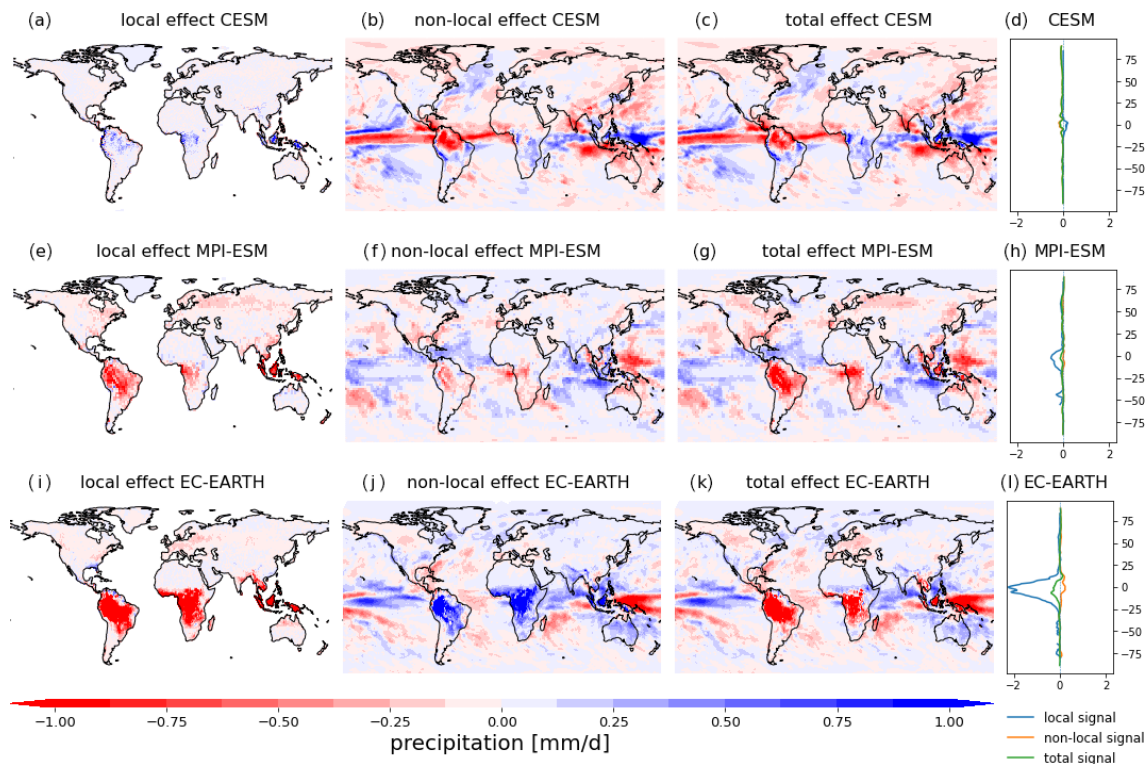 (a) local effect CESM
(b) non-local effect CESM
(c) total effect CESM
(d) CESM
75
50
25
0
−25
−50
−75
−2 0 2
(e) local effect MPI-ESM
(f) non-local effect MPI-ESM
(g) total effect MPI-ESM
(h) MPI-ESM
75
50
25
0
−25
−50
−75
−2 0 2
(i) local effect EC-EARTH
(j) non-local effect EC-EARTH
(k) total effect EC-EARTH
(l) EC-EARTH
75
50
25
0
−25
−50
−75
−2 0 2
−1.00 −0.75 −0.50 −0.25 0.00 0.25 0.50 0.75 1.00
precipitation [mm/d]
local signal
non-local signal
total signal